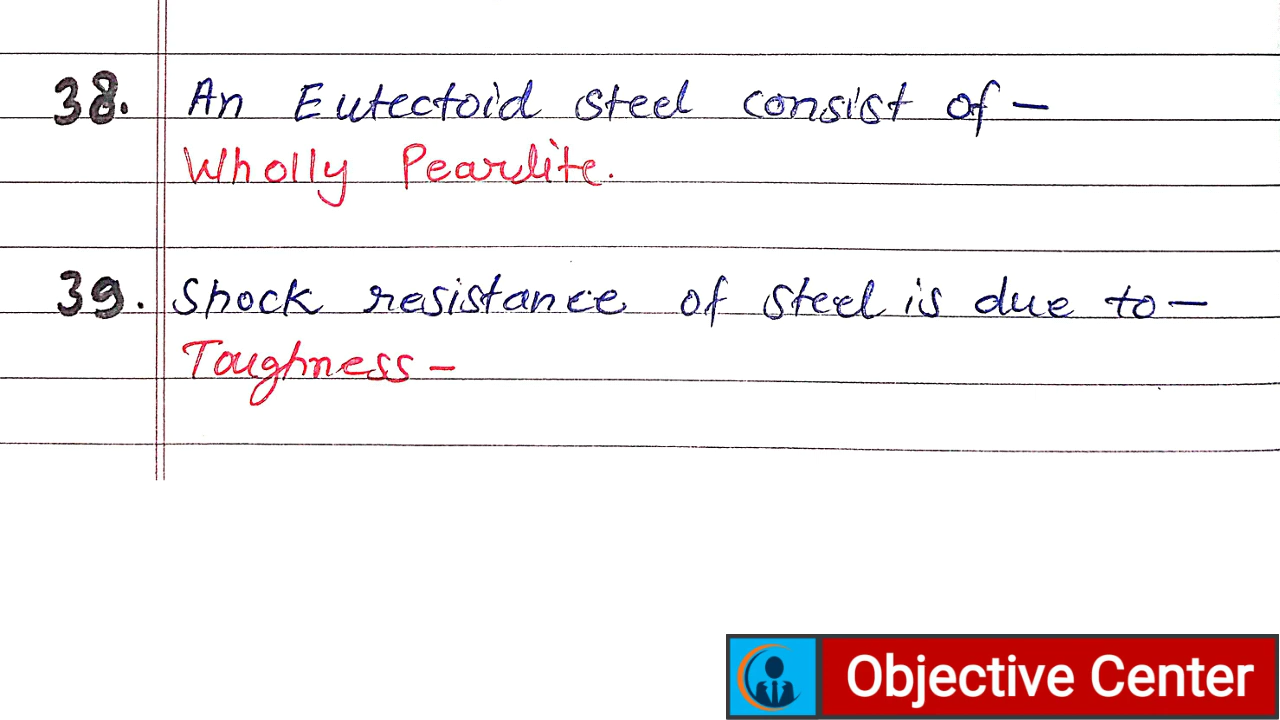 38. An Eutectoid steel consist of -
Wholly Pearlite.
39. Shock resistance of steel is due to -
Toughness -
Objective Center